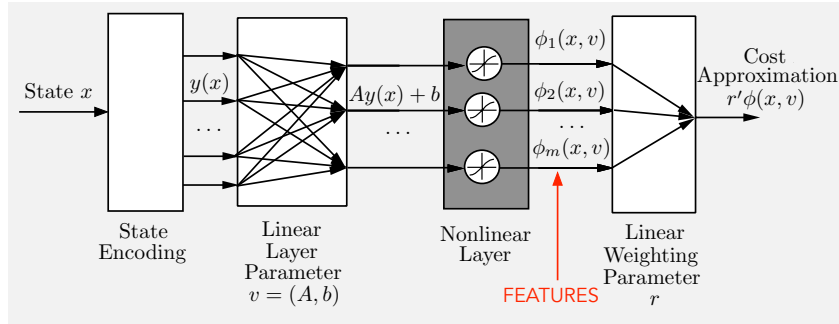 State x
y(x)
. . .
Ay(x) + b
. . .
ϕ₁(x, v)
ϕ₂(x, v)
. . .
ϕₘ(x, v)
Cost
Approximation
r′ϕ(x, v)
State
Encoding
Linear
Layer
Parameter
v = (A, b)
Nonlinear
Layer
FEATURES
Linear
Weighting
Parameter
r